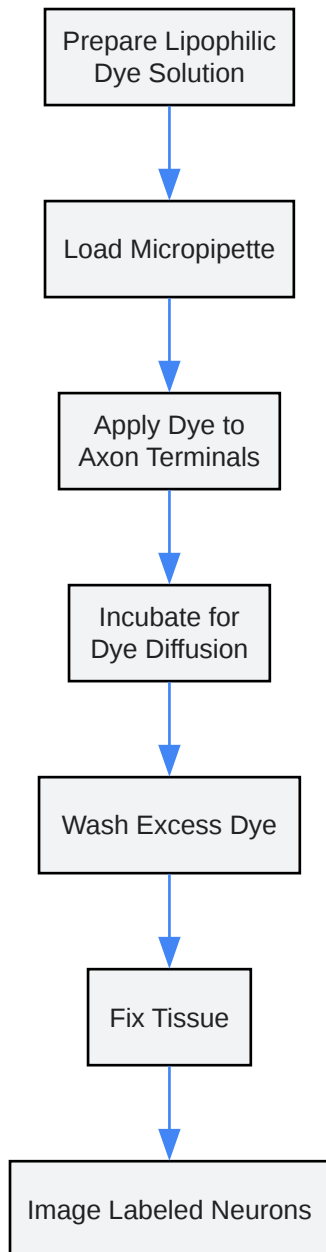 Prepare Lipophilic
Dye Solution
Load Micropipette
Apply Dye to
Axon Terminals
Incubate for
Dye Diffusion
Wash Excess Dye
Fix Tissue
Image Labeled Neurons